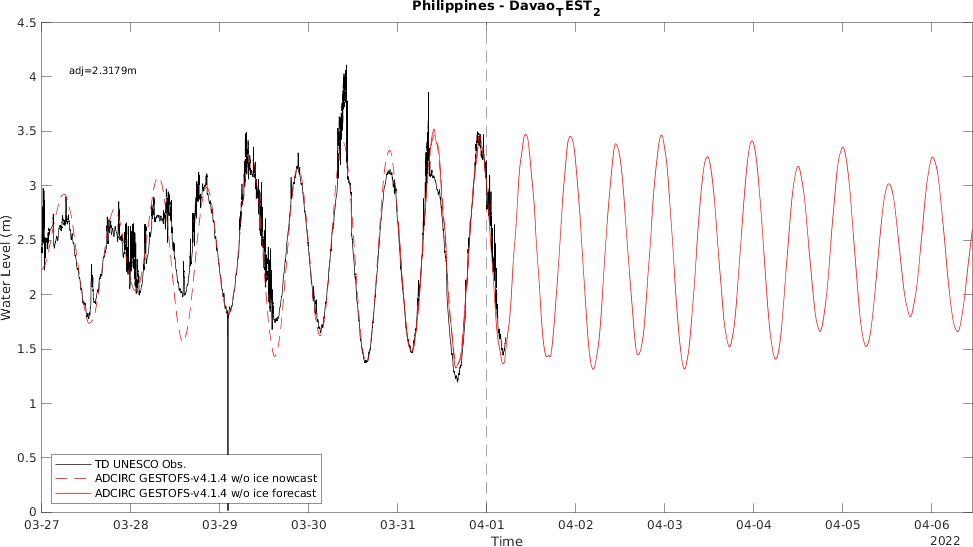 Philippines - Davao_TEST_2
4.5
4
3.5
3
2.5
2
1.5
1
0.5
0
Water Level (m)
adj=2.3179m
TD UNESCO Obs.
ADCIRC GESTOFS-v4.1.4 w/o ice nowcast
ADCIRC GESTOFS-v4.1.4 w/o ice forecast
03-27 03-28 03-29 03-30 03-31 04-01 04-02 04-03 04-04 04-05 04-06
Time
2022